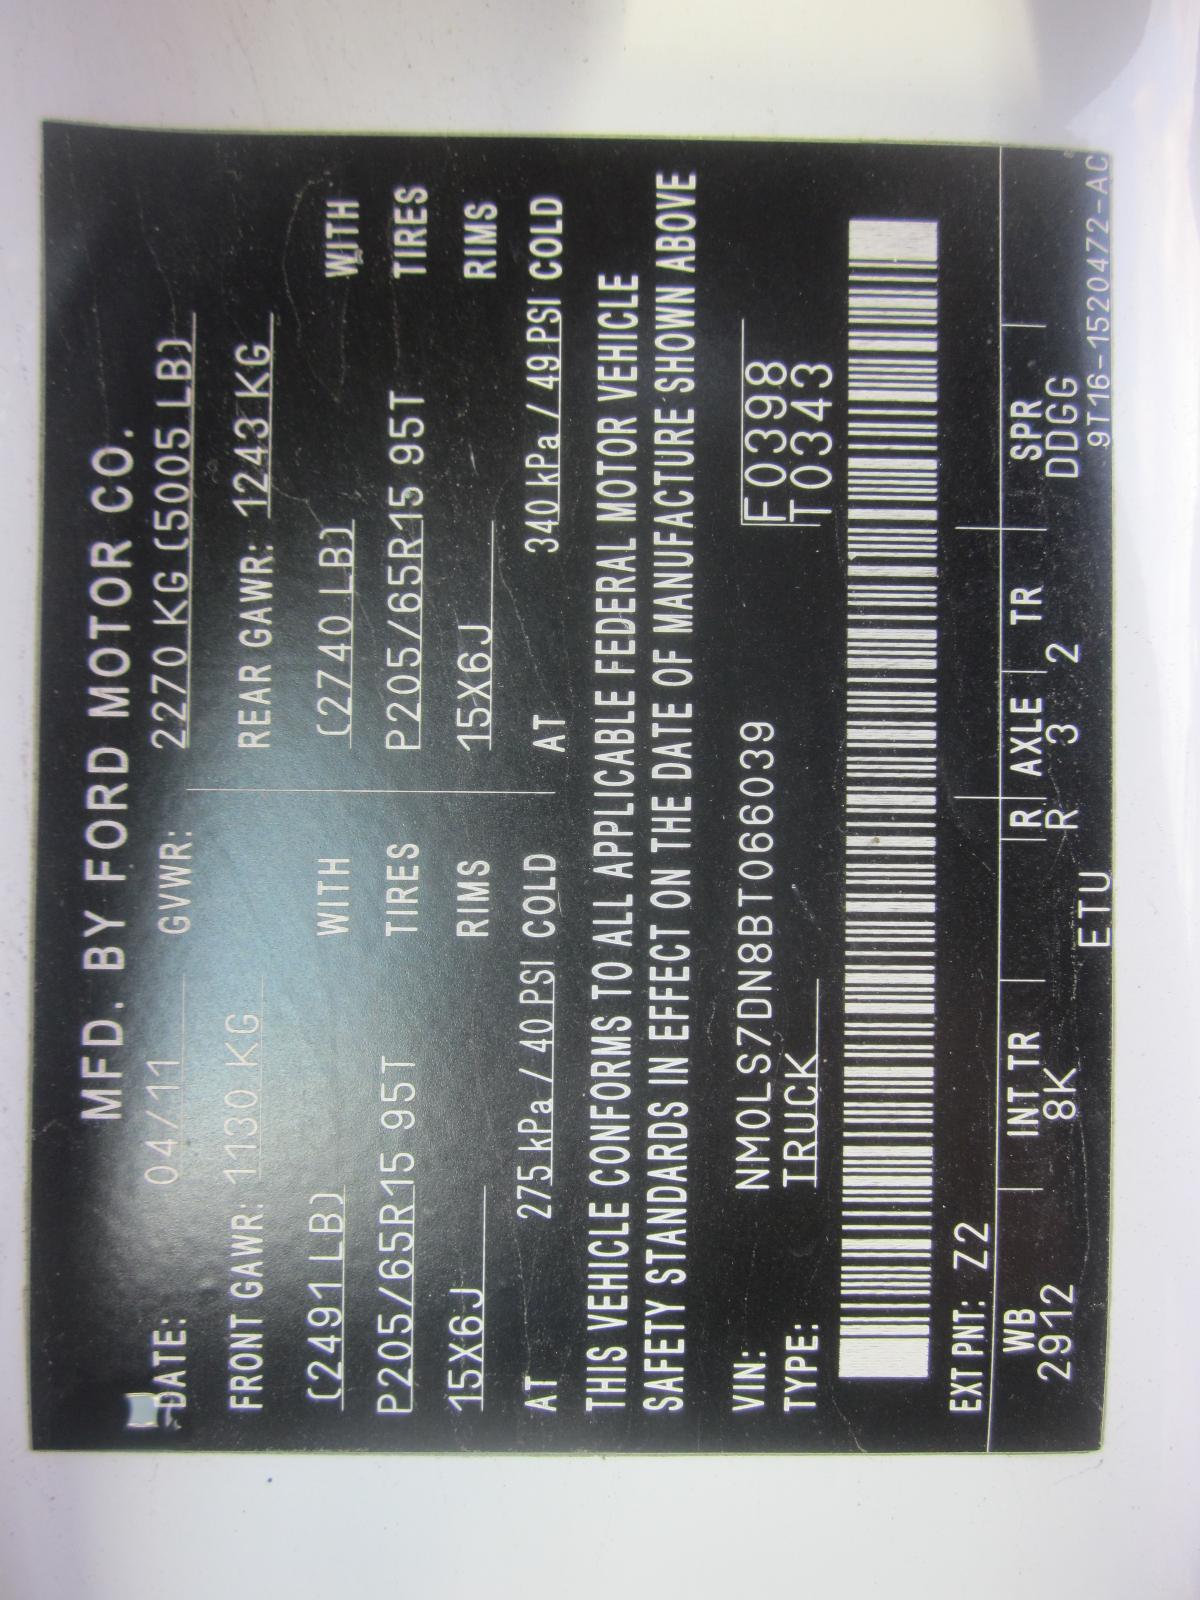 MFD. BY FORD MOTOR CO.
DATE: 04/11 GVWR: 2270 KG (5005 LB)
FRONT GAWR: 1130 KG REAR GAWR: 1243 KG
(2491 LB) WITH (2740 LB) WITH
P205/65R15 95T TIRES P205/65R15 95T TIRES
15X6J RIMS 15X6J RIMS
AT 275 kPa / 40 PSI COLD AT 340 kPa / 49 PSI COLD
THIS VEHICLE CONFORMS TO ALL APPLICABLE FEDERAL MOTOR VEHICLE
SAFETY STANDARDS IN EFFECT ON THE DATE OF MANUFACTURE SHOWN ABOVE
VIN: NM0LS7DN8BT066039 F0398
TYPE: TRUCK T0343
EXT PNT: Z2
WB INT TR R AXLE TR SPR
2912 8K R 3 2 DDGG
ETU 9T16-1520472-AC